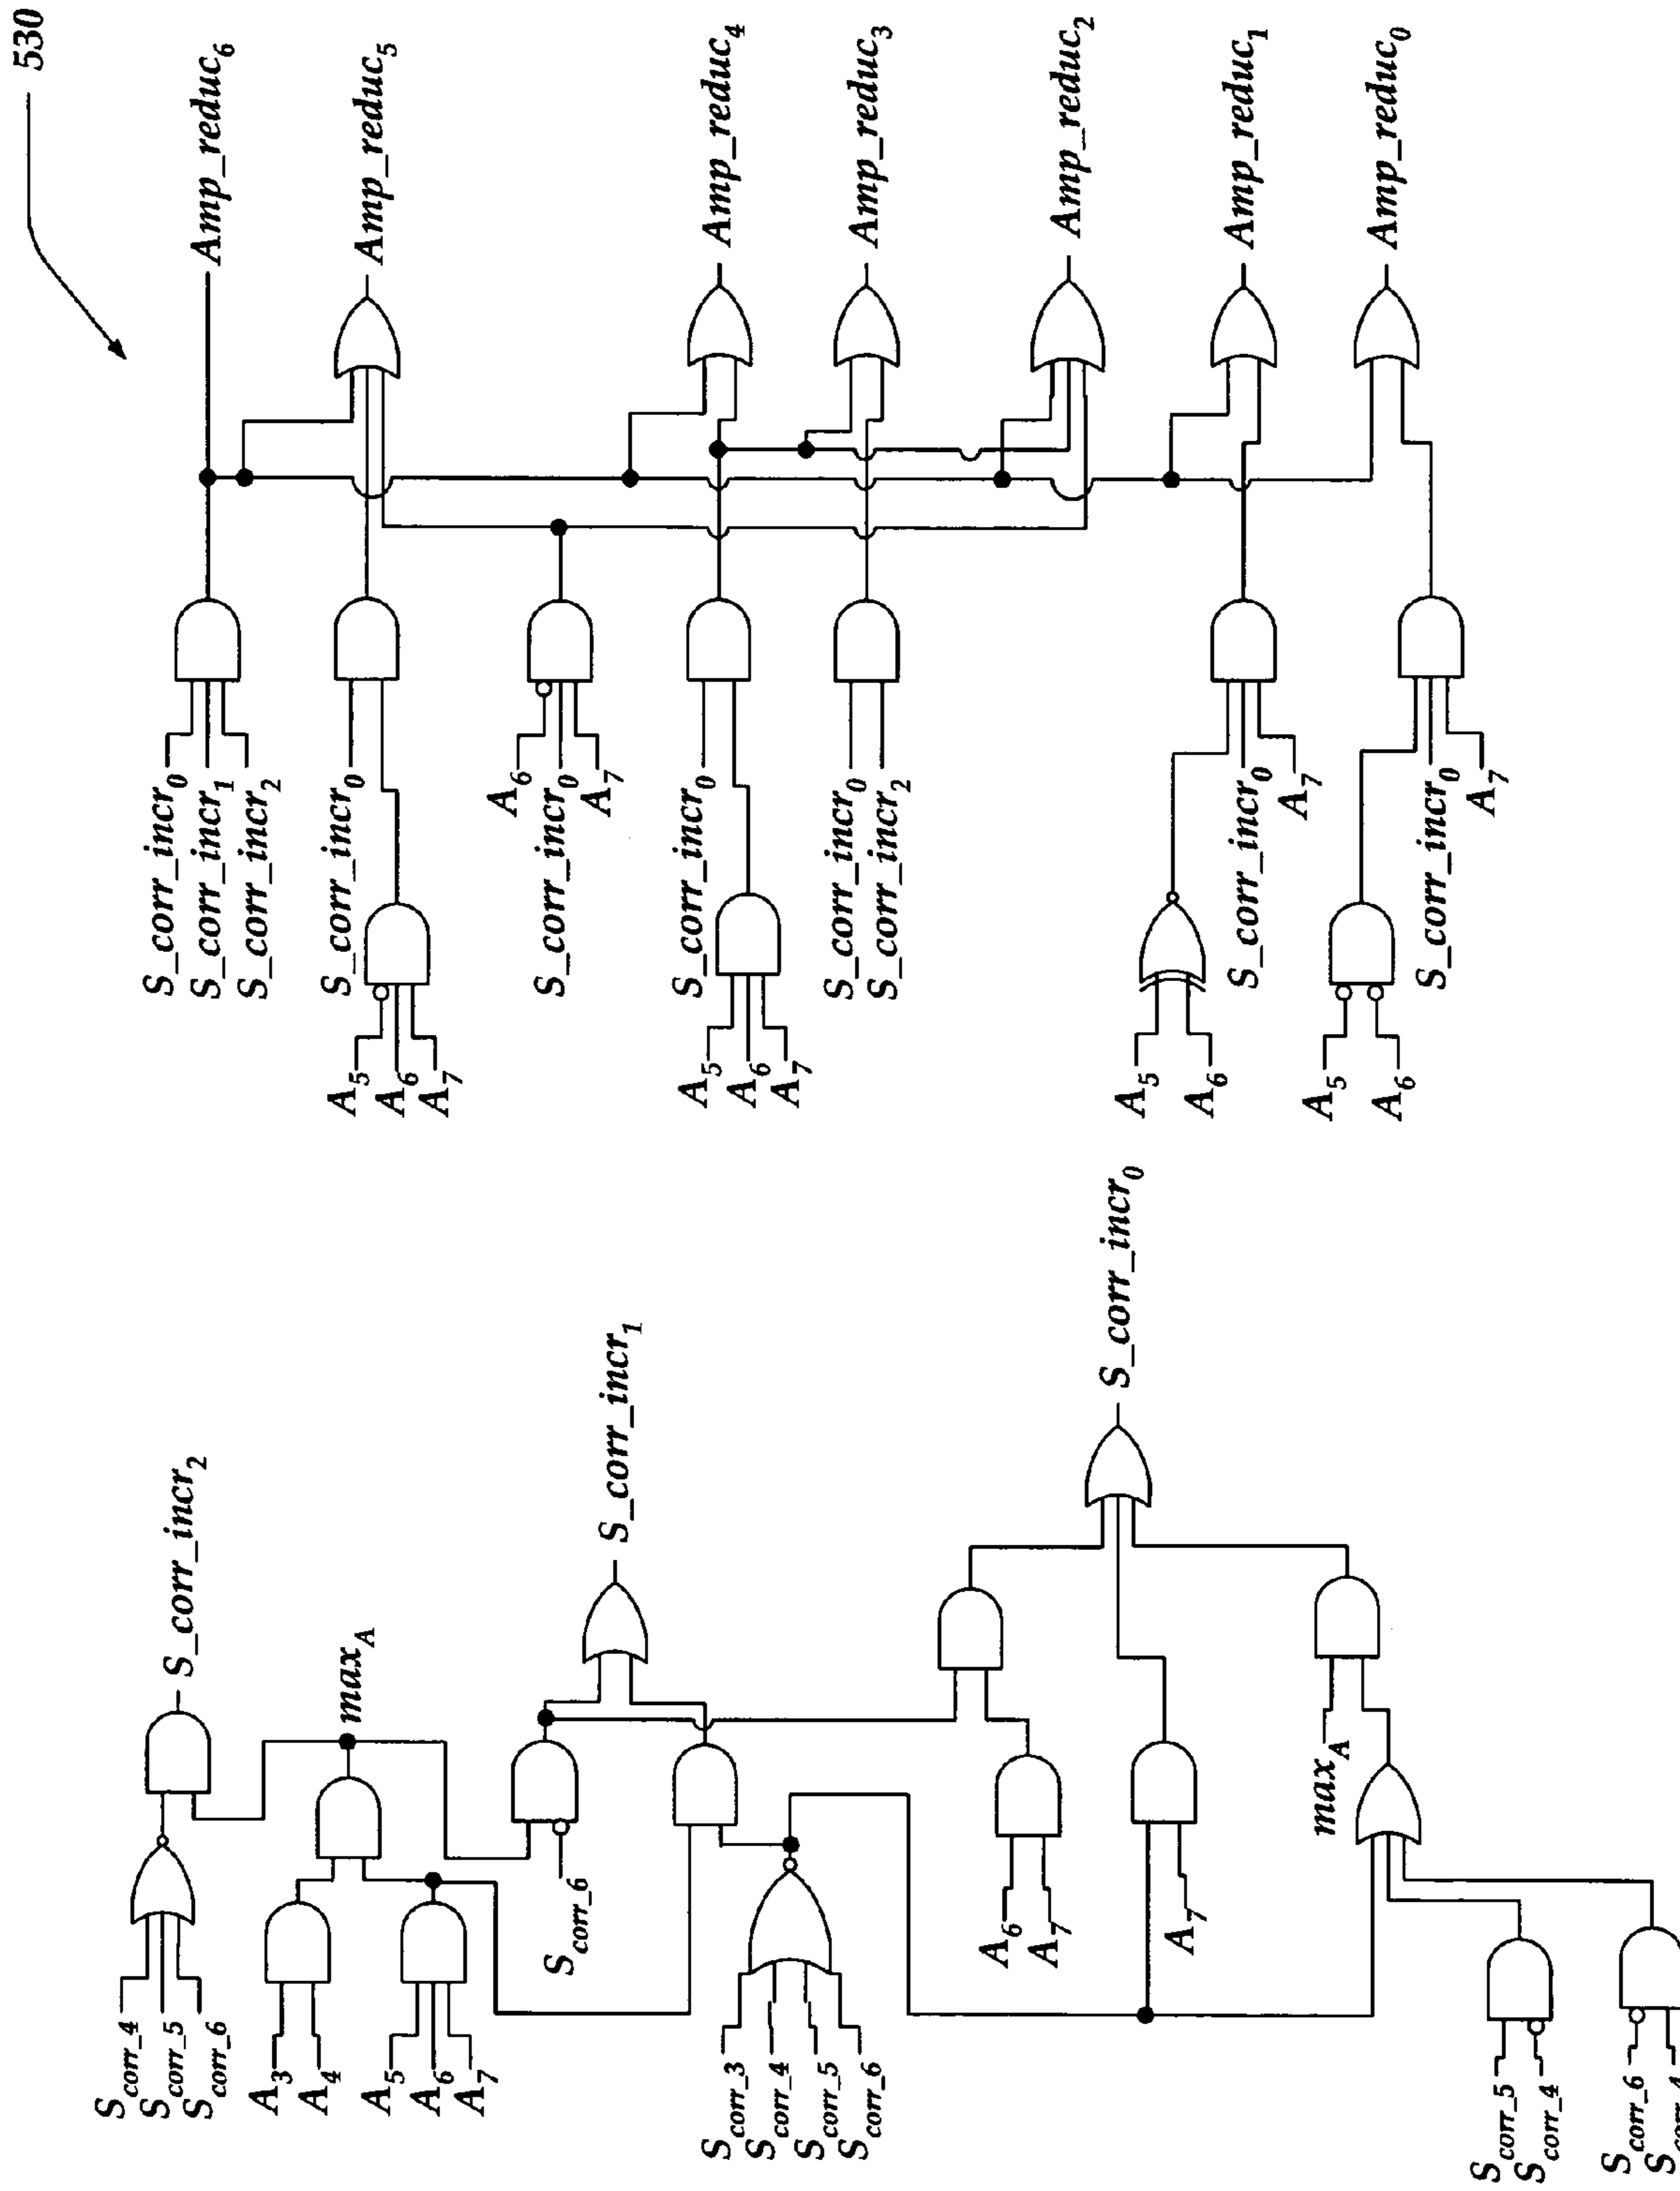 530
Amp_reduc6
Amp_reduc5
Amp_reduc4
Amp_reduc3
Amp_reduc2
Amp_reduc1
Amp_reduc0
S_corr_incr0
S_corr_incr1
S_corr_incr2
S_corr_incr0
A5
A6
A7
A6
S_corr_incr0
A7
S_corr_incr0
A5
A6
A7
S_corr_incr0
S_corr_incr2
A5
A6
S_corr_incr0
A7
A5
A6
S_corr_incr0
A7
S_corr_incr2
maxA
S_corr_incr1
S_corr_incr0
Scorr_4
Scorr_5
Scorr_6
A3
A4
A5
A6
A7
Scorr_6
Scorr_3
Scorr_4
Scorr_5
Scorr_6
A6
A7
A7
maxA
Scorr_5
Scorr_4
Scorr_6